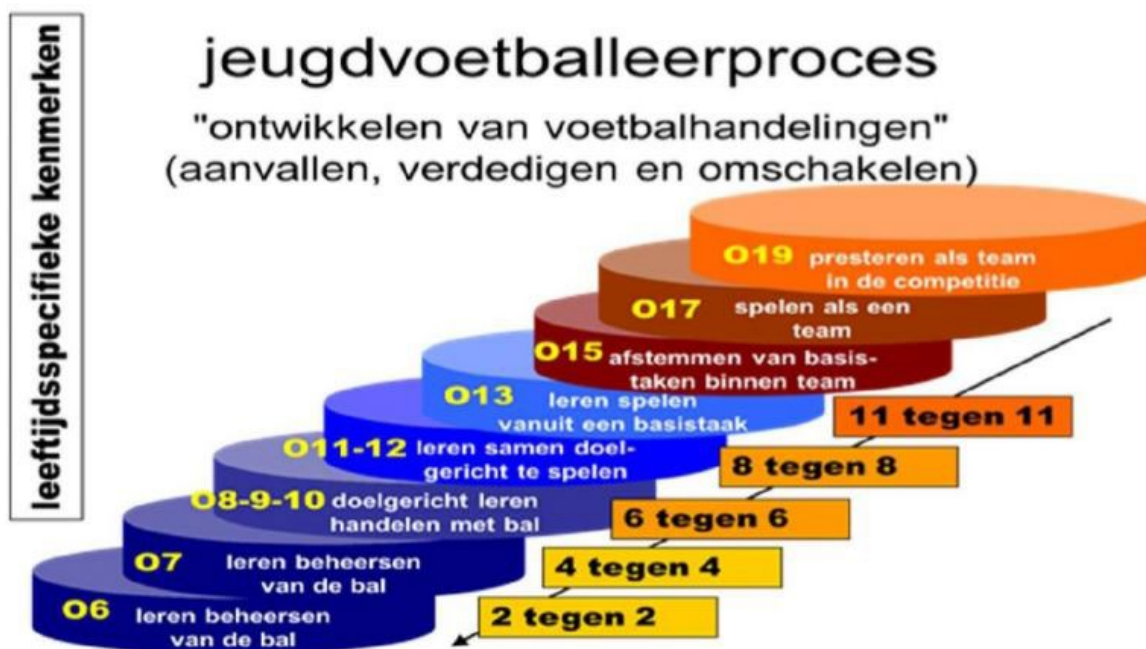 leeftijdsspecifieke kenmerken
jeugdvoetballeerproces
"ontwikkelen van voetbalhandelingen"
(aanvallen, verdedigen en omschakelen)
O19 presteren als team
in de competitie
O17 spelen als een
team
O15 afstemmen van basis-
taken binnen team
O13 leren spelen
vanuit een basistaak
O11-12 leren samen doel-
gericht te spelen
O8-9-10 doelgericht leren
handelen met bal
O7 leren beheersen
van de bal
O6 leren beheersen
van de bal
11 tegen 11
8 tegen 8
6 tegen 6
4 tegen 4
2 tegen 2